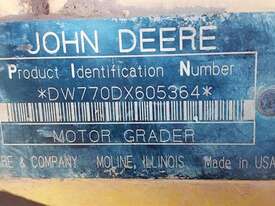 JOHN DEERE
Product Identification Number
*DW770DX605364*
MOTOR GRADER
RE & COMPANY MOLINE, ILLINOIS Made in USA